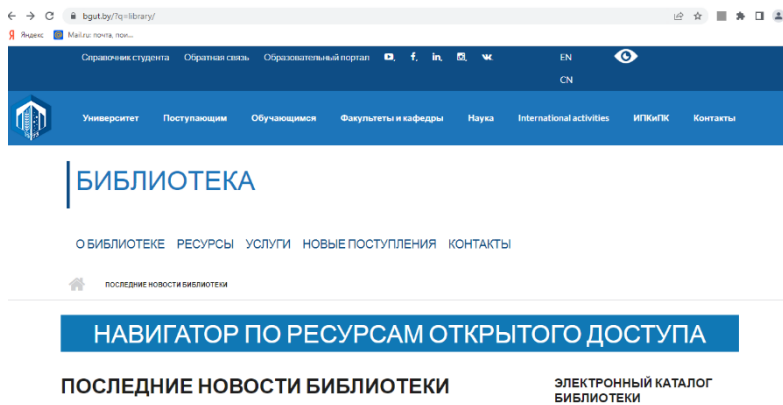 bgut.by/?q=library/
Яндекс Mail.ru: почта, пои...
Справочник студента Обратная связь Образовательный портал EN
CN
Университет Поступающим Обучающимся Факультеты и кафедры Наука International activities ИПКиПК Контакты
БИБЛИОТЕКА
О БИБЛИОТЕКЕ РЕСУРСЫ УСЛУГИ НОВЫЕ ПОСТУПЛЕНИЯ КОНТАКТЫ
ПОСЛЕДНИЕ НОВОСТИ БИБЛИОТЕКИ
НАВИГАТОР ПО РЕСУРСАМ ОТКРЫТОГО ДОСТУПА
ПОСЛЕДНИЕ НОВОСТИ БИБЛИОТЕКИ
ЭЛЕКТРОННЫЙ КАТАЛОГ
БИБЛИОТЕКИ